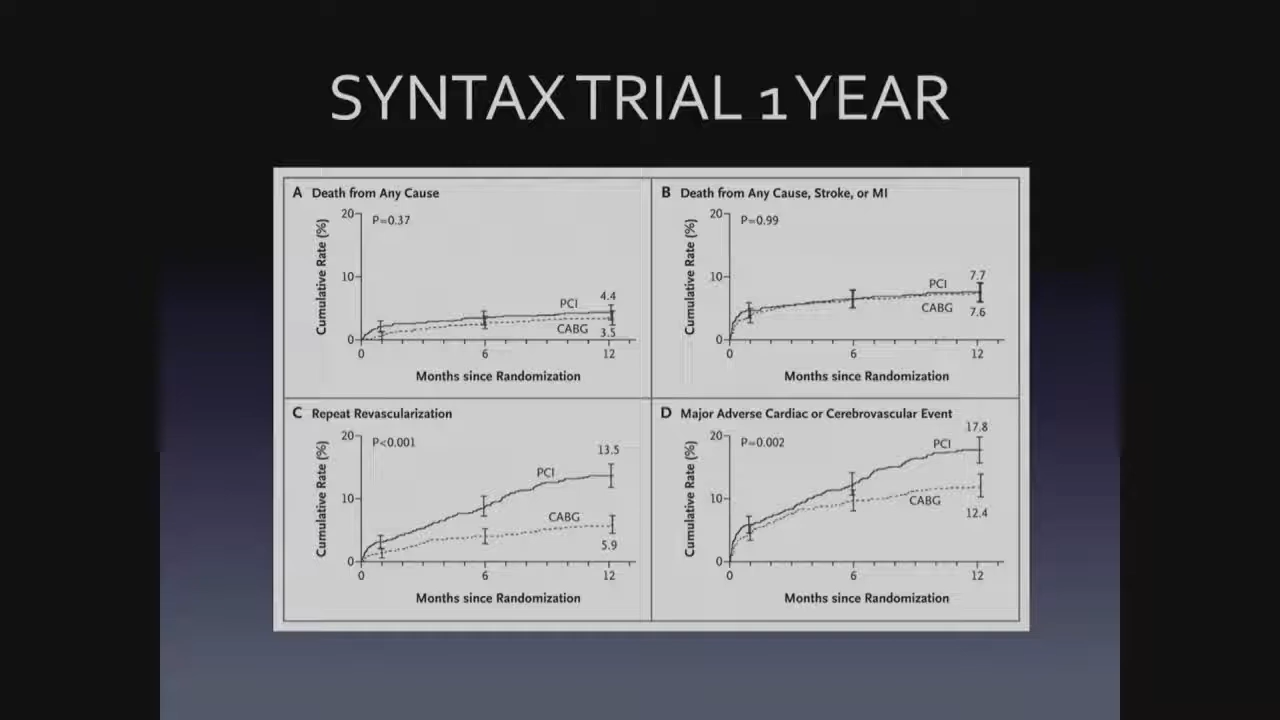 SYNTAX TRIAL 1 YEAR
A Death from Any Cause
P=0.37
Cumulative Rate (%)
20
10
0
PCI
4.4
CABG
3.5
0 6 12
Months since Randomization
B Death from Any Cause, Stroke, or MI
P=0.99
Cumulative Rate (%)
20
10
0
PCI
7.7
CABG
7.6
0 6 12
Months since Randomization
C Repeat Revascularization
P<0.001
Cumulative Rate (%)
20
10
0
13.5
PCI
CABG
5.9
0 6 12
Months since Randomization
D Major Adverse Cardiac or Cerebrovascular Event
P=0.002
Cumulative Rate (%)
20
10
0
17.8
PCI
CABG
12.4
0 6 12
Months since Randomization